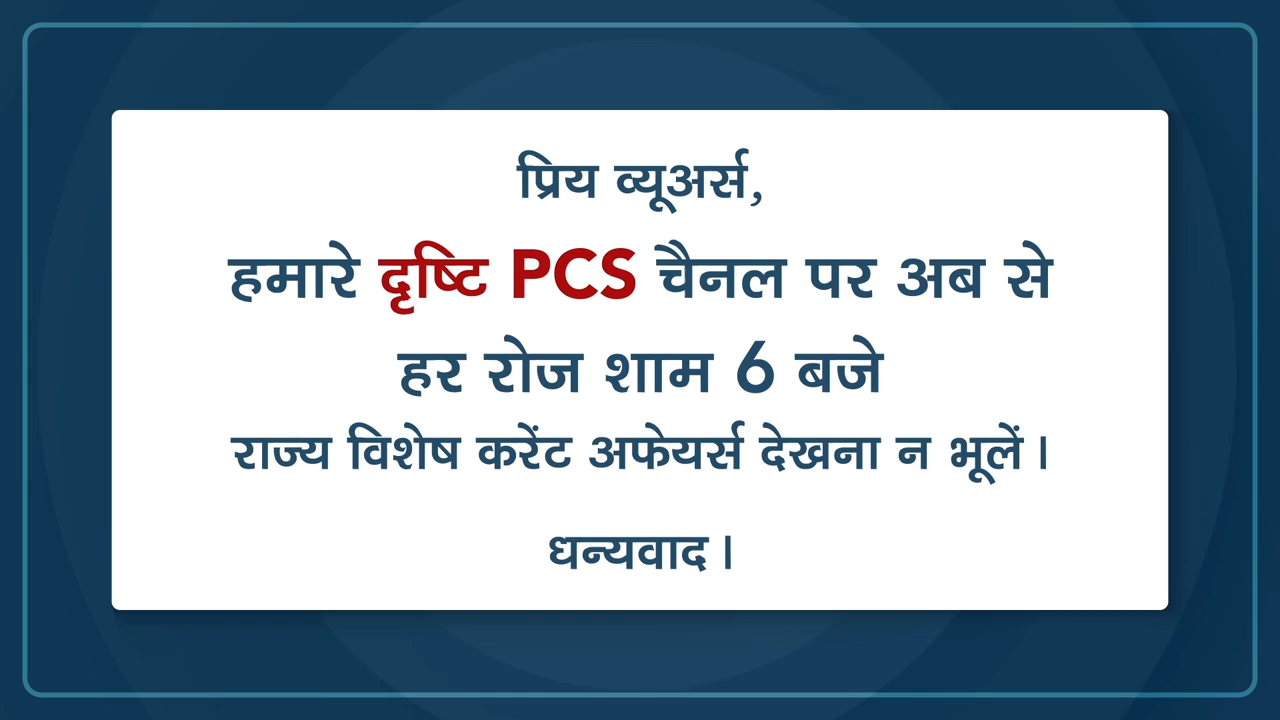 प्रिय व्यूअर्स,
हमारे दृष्टि PCS चैनल पर अब से
हर रोज शाम 6 बजे
राज्य विशेष करेंट अफेयर्स देखना न भूलें।
धन्यवाद।